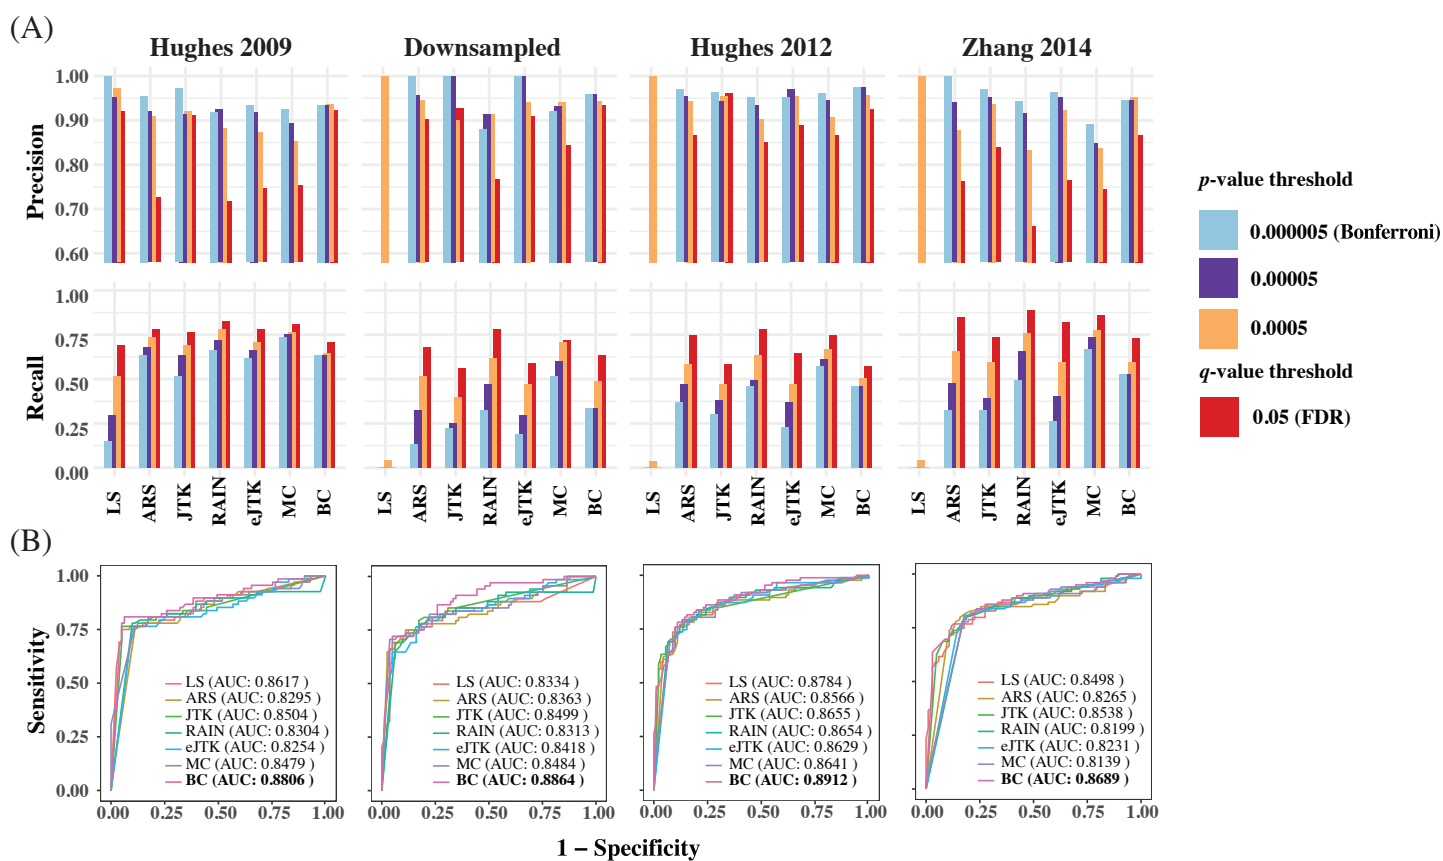 (A)
Hughes 2009
Downsampled
Hughes 2012
Zhang 2014
Precision
1.00
0.90
0.80
0.70
0.60
Recall
1.00
0.75
0.50
0.25
0.00
LS ARS JTK RAIN eJTK MC BC
LS ARS JTK RAIN eJTK MC BC
LS ARS JTK RAIN eJTK MC BC
LS ARS JTK RAIN eJTK MC BC
p-value threshold
0.000005 (Bonferroni)
0.00005
0.0005
q-value threshold
0.05 (FDR)
(B)
Sensitivity
1.00
0.75
0.50
0.25
0.00
LS (AUC: 0.8617 )
ARS (AUC: 0.8295 )
JTK (AUC: 0.8504 )
RAIN (AUC: 0.8304 )
eJTK (AUC: 0.8254 )
MC (AUC: 0.8479 )
BC (AUC: 0.8806 )
LS (AUC: 0.8334 )
ARS (AUC: 0.8363 )
JTK (AUC: 0.8499 )
RAIN (AUC: 0.8313 )
eJTK (AUC: 0.8418 )
MC (AUC: 0.8484 )
BC (AUC: 0.8864 )
LS (AUC: 0.8784 )
ARS (AUC: 0.8566 )
JTK (AUC: 0.8655 )
RAIN (AUC: 0.8654 )
eJTK (AUC: 0.8629 )
MC (AUC: 0.8641 )
BC (AUC: 0.8912 )
LS (AUC: 0.8498 )
ARS (AUC: 0.8265 )
JTK (AUC: 0.8538 )
RAIN (AUC: 0.8199 )
eJTK (AUC: 0.8231 )
MC (AUC: 0.8139 )
BC (AUC: 0.8689 )
0.00 0.25 0.50 0.75 1.00
0.00 0.25 0.50 0.75 1.00
0.00 0.25 0.50 0.75 1.00
0.00 0.25 0.50 0.75 1.00
1 − Specificity